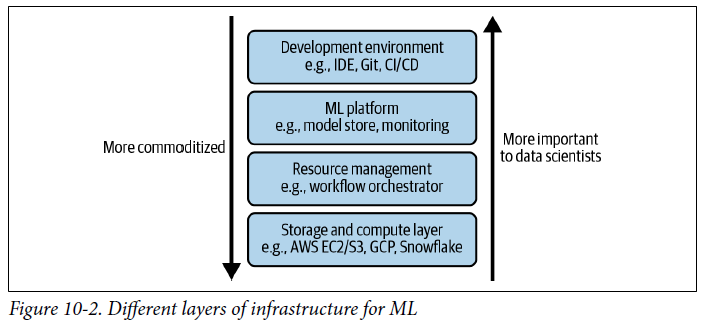 Development environment
e.g., IDE, Git, CI/CD
ML platform
e.g., model store, monitoring
More commoditized
More important
to data scientists
Resource management
e.g., workflow orchestrator
Storage and compute layer
e.g., AWS EC2/S3, GCP, Snowflake
Figure 10-2. Different layers of infrastructure for ML